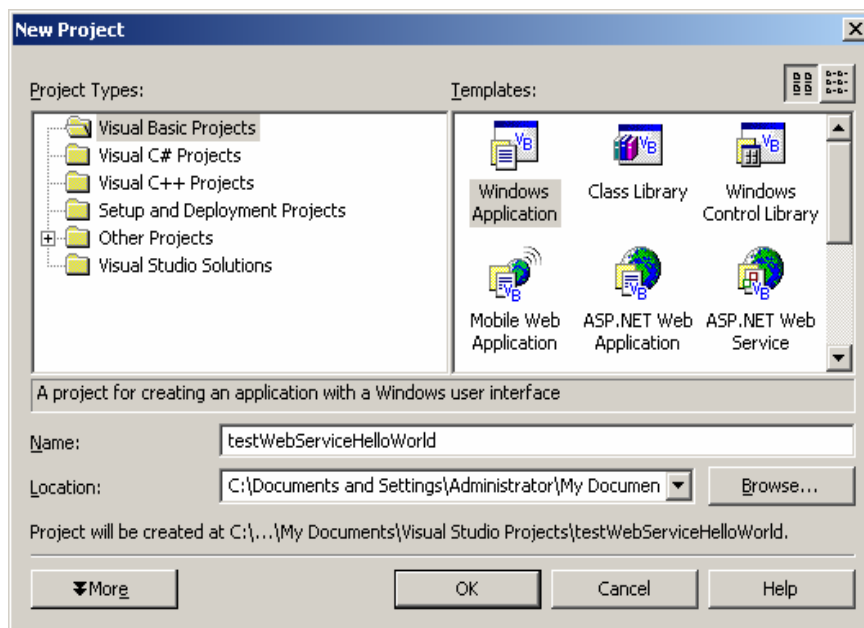 New Project
Project Types:
Templates:
Visual Basic Projects
Visual C# Projects
Visual C++ Projects
Setup and Deployment Projects
Other Projects
Visual Studio Solutions
Windows
Application
Class Library
Windows
Control Library
Mobile Web
Application
ASP.NET Web
Application
ASP.NET Web
Service
A project for creating an application with a Windows user interface
Name:
testWebServiceHelloWorld
Location:
C:\Documents and Settings\Administrator\My Documen
Browse...
Project will be created at C:\...\My Documents\Visual Studio Projects\testWebServiceHelloWorld.
More
OK
Cancel
Help